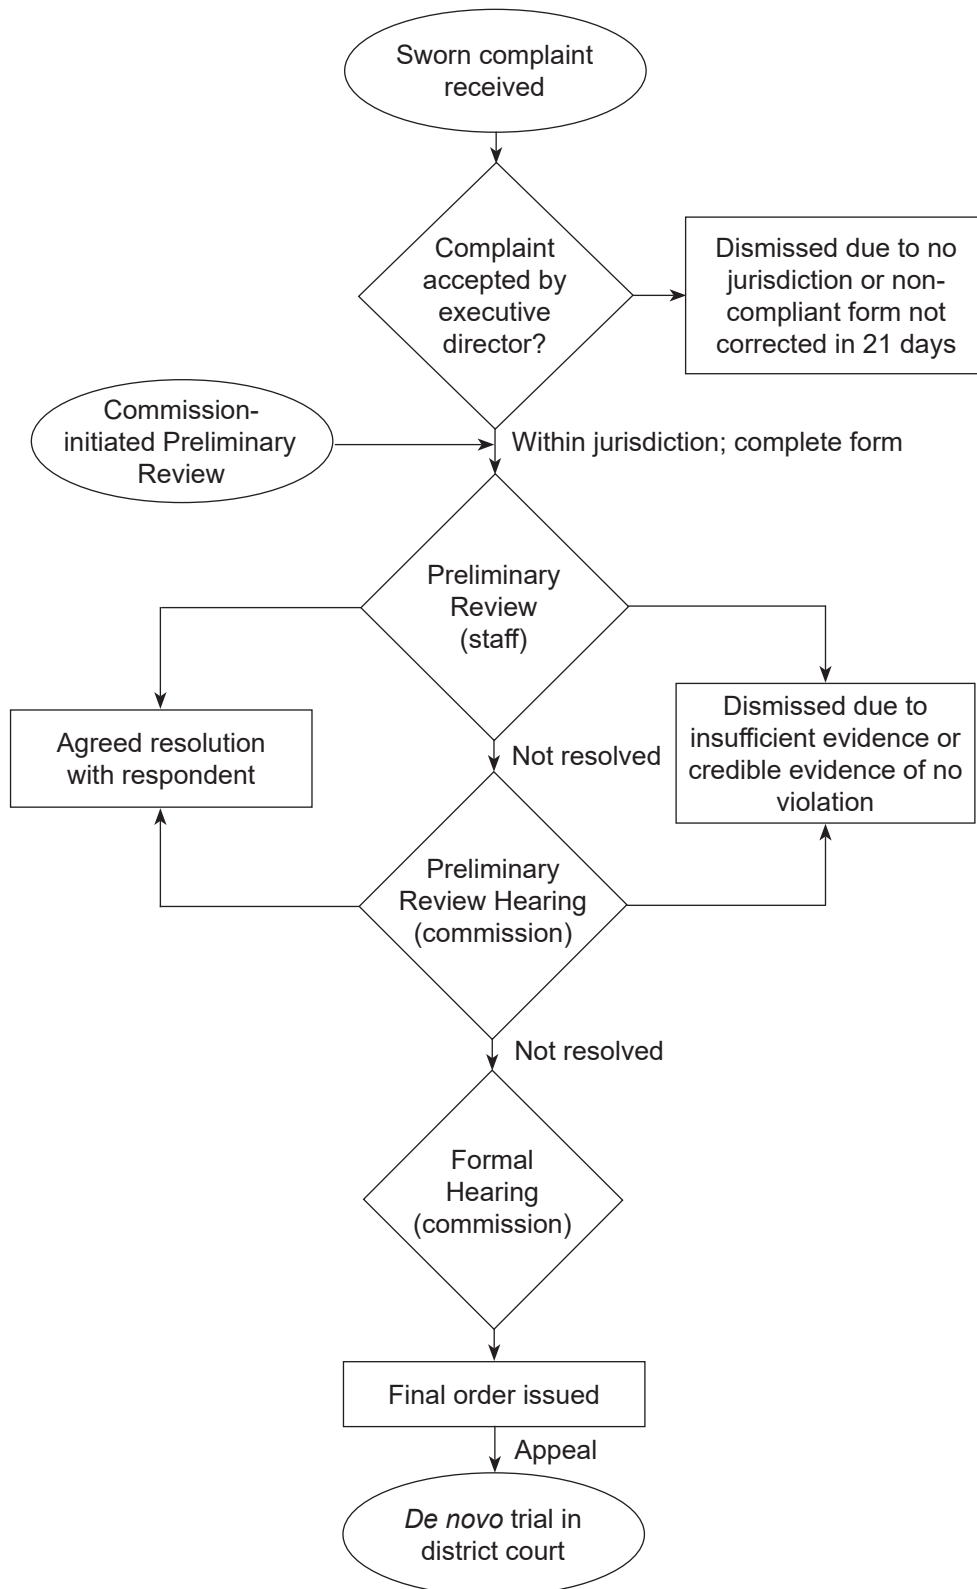 Sworn complaint
received
Complaint
accepted by
executive
director?
Dismissed due to no
jurisdiction or non-
compliant form not
corrected in 21 days
Commission-
initiated Preliminary
Review
Within jurisdiction; complete form
Preliminary
Review
(staff)
Agreed resolution
with respondent
Not resolved
Dismissed due to
insufficient evidence or
credible evidence of no
violation
Preliminary
Review Hearing
(commission)
Not resolved
Formal
Hearing
(commission)
Final order issued
Appeal
De novo trial in
district court